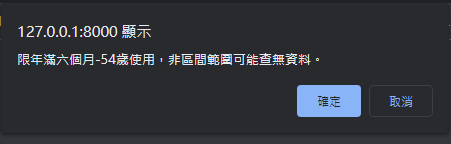 127.0.0.1:8000 顯示
限年滿六個月-54歲使用，非區間範圍可能查無資料。
確定
取消